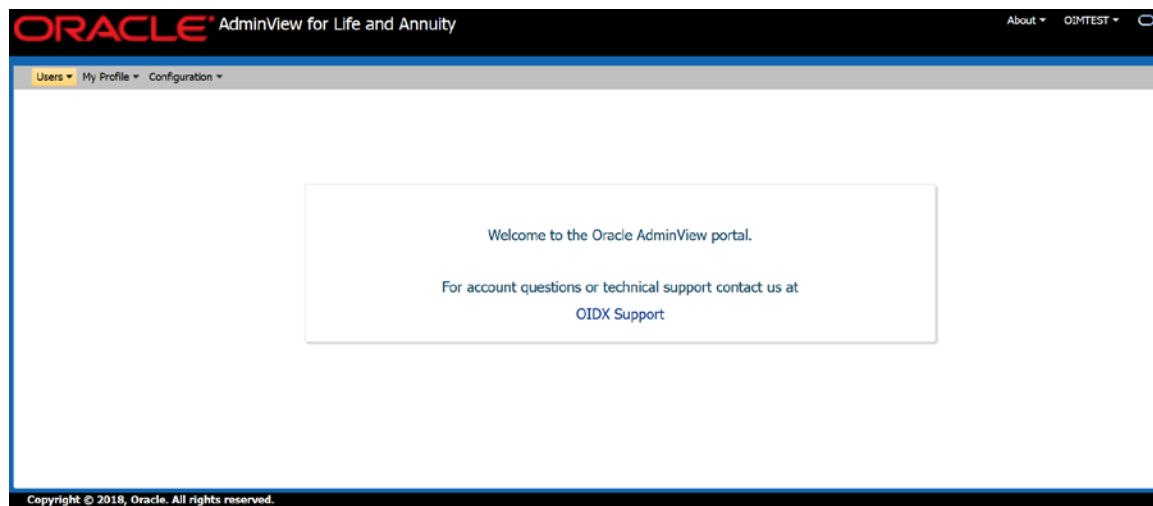 ORACLE AdminView for Life and Annuity
About OIMTEST
Users My Profile Configuration
Welcome to the Oracle AdminView portal.
For account questions or technical support contact us at
OIDX Support
Copyright © 2018, Oracle. All rights reserved.